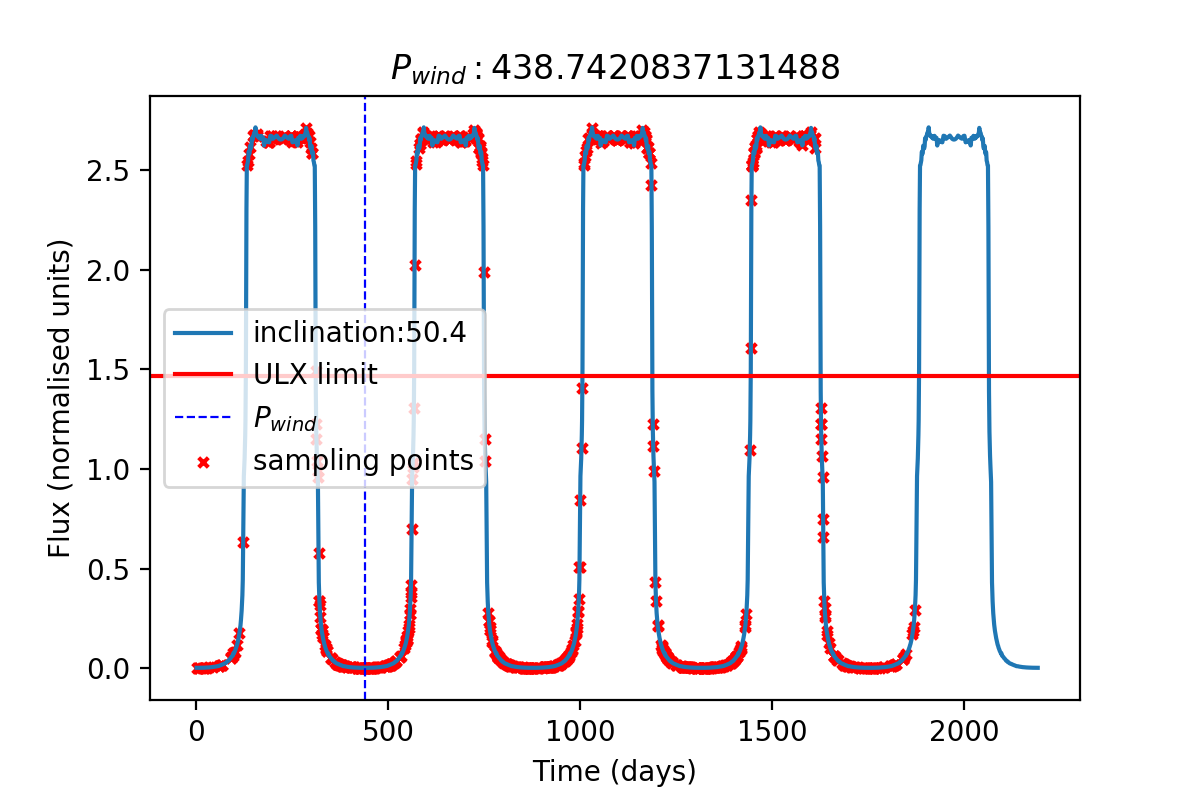 P_wind : 438.7420837131488
Flux (normalised units)
2.5
2.0
1.5
1.0
0.5
0.0
inclination:50.4
ULX limit
P_wind
sampling points
0 500 1000 1500 2000
Time (days)